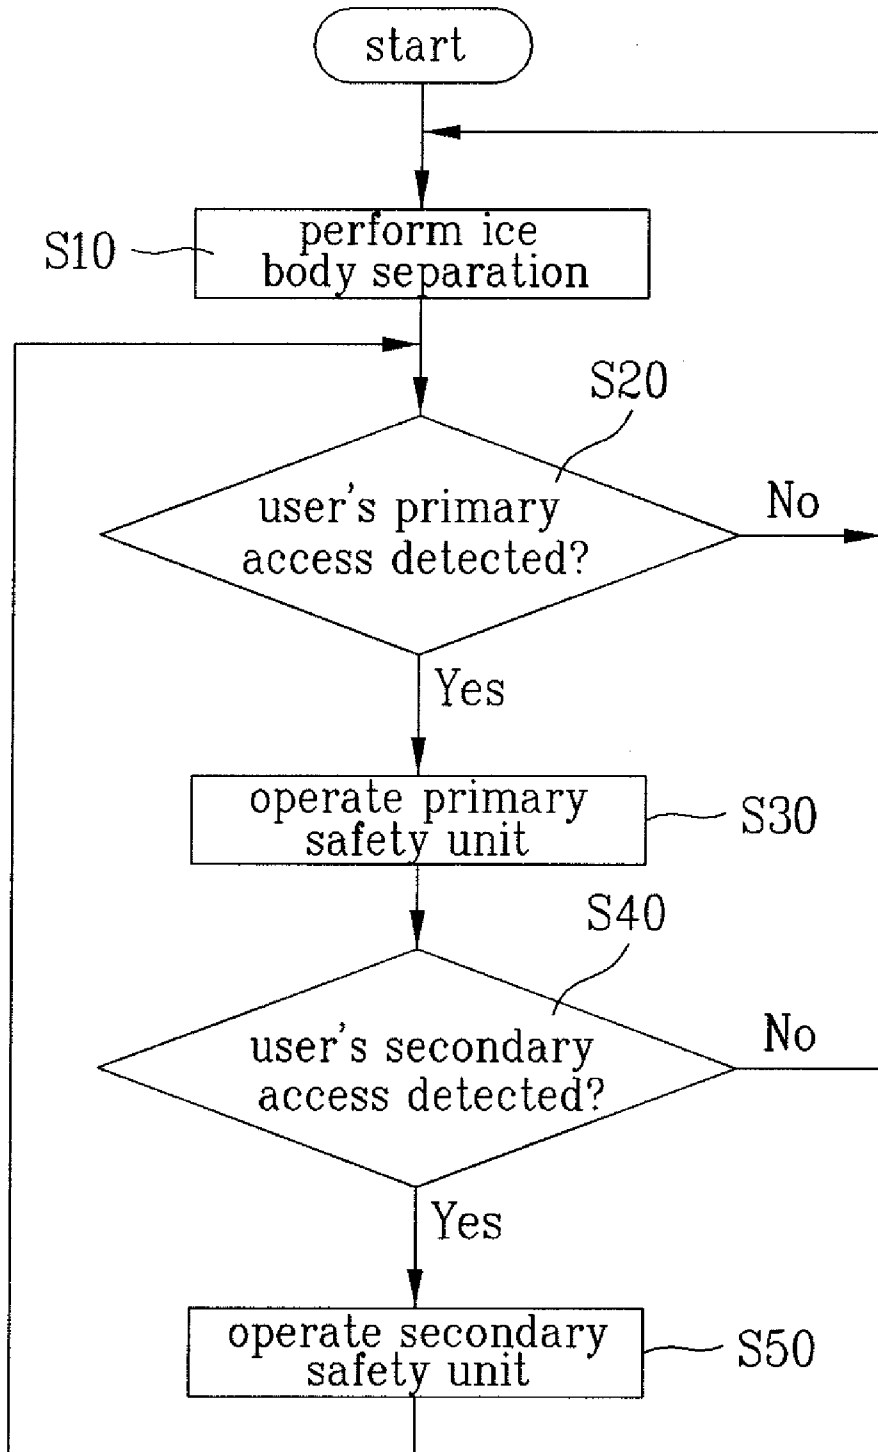 start
S10
perform ice
body separation
S20
user's primary
access detected?
No
Yes
operate primary
safety unit
S30
S40
user's secondary
access detected?
No
Yes
operate secondary
safety unit
S50